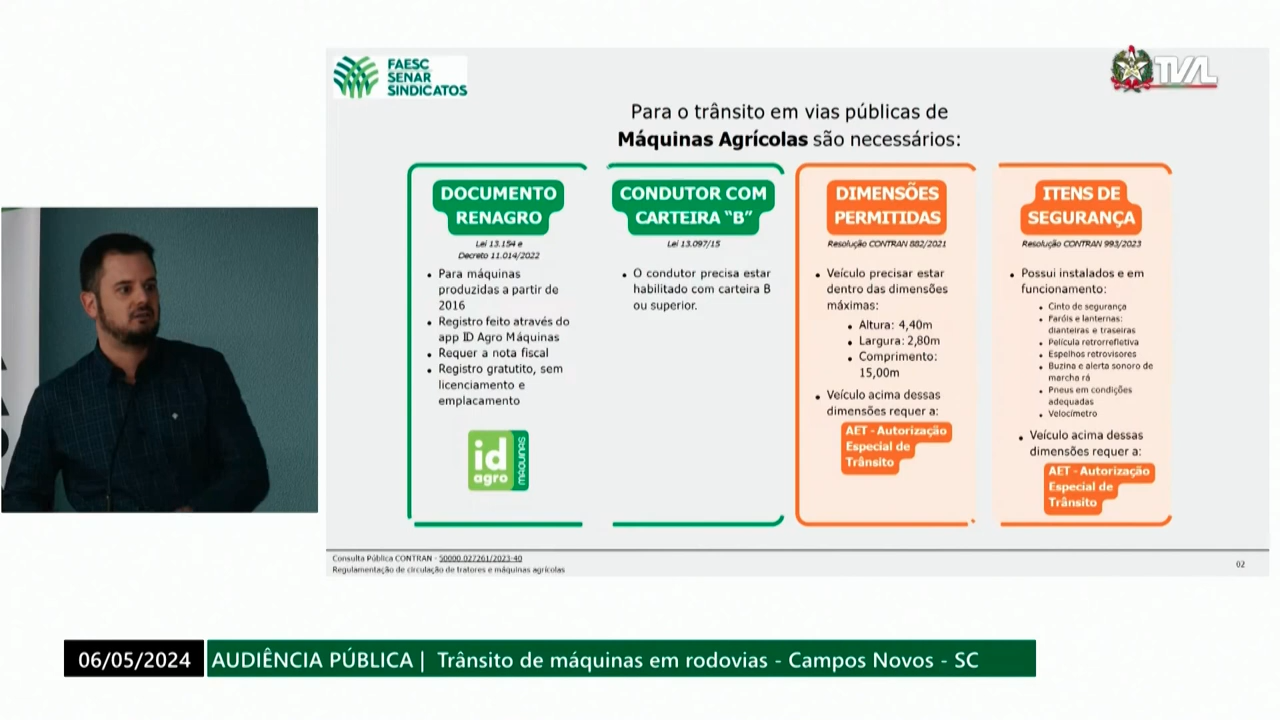 FAESC
SENAR
SINDICATOS
TVAL
Para o trânsito em vias públicas de
Máquinas Agrícolas são necessários:
DOCUMENTO
RENAGRO
Lei 13.154 e
Decreto 11.014/2022
• Para máquinas
produzidas a partir de
2016
• Registro feito através do
app ID Agro Máquinas
• Requer a nota fiscal
• Registro gratutito, sem
licenciamento e
emplacamento
id
agro
MÁQUINAS
CONDUTOR COM
CARTEIRA “B”
Lei 13.097/15
• O condutor precisa estar
habilitado com carteira B
ou superior.
DIMENSÕES
PERMITIDAS
Resolução CONTRAN 882/2021
• Veículo precisar estar
dentro das dimensões
máximas:
• Altura: 4,40m
• Largura: 2,80m
• Comprimento:
15,00m
• Veículo acima dessas
dimensões requer a:
AET - Autorização
Especial de
Trânsito
ITENS DE
SEGURANÇA
Resolução CONTRAN 993/2023
• Possui instalados e em
funcionamento:
• Cinto de segurança
• Faróis e lanternas:
dianteiras e traseiras
• Película retrorrefletiva
• Espelhos retrovisores
• Buzina e alerta sonoro de
marcha rá
• Pneus em condições
adequadas
• Velocímetro
• Veículo acima dessas
dimensões requer a:
AET - Autorização
Especial de
Trânsito
Consulta Pública CONTRAN - 50000.027261/2023-40
Regulamentação de circulação de tratores e máquinas agrícolas
02
06/05/2024
AUDIÊNCIA PÚBLICA | Trânsito de máquinas em rodovias - Campos Novos - SC